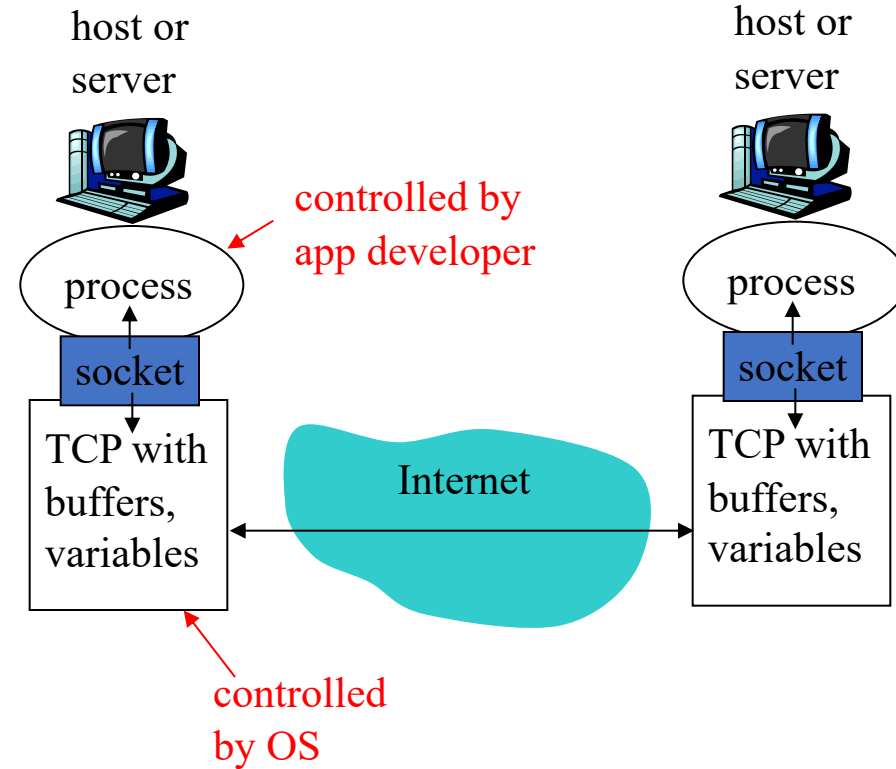 host or
server
host or
server
controlled by
app developer
process
process
socket
socket
TCP with
buffers,
variables
Internet
TCP with
buffers,
variables
controlled
by OS